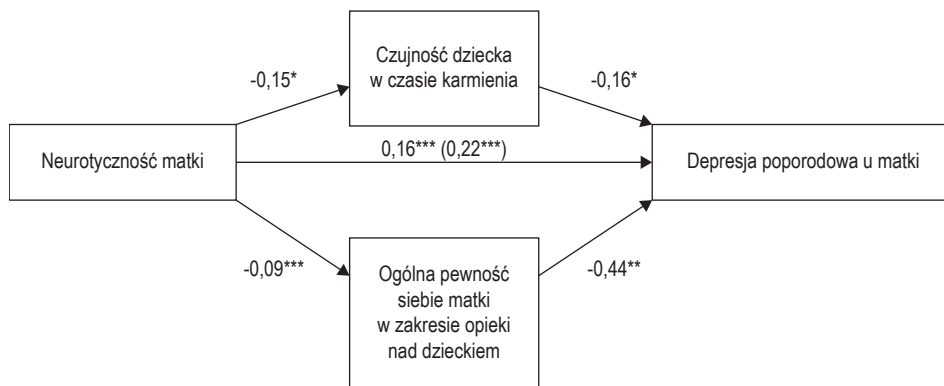 Czujność dziecka
w czasie karmienia
-0,15*
-0,16*
Neurotyczność matki
0,16*** (0,22***)
Depresja poporodowa u matki
-0,09***
-0,44**
Ogólna pewność
siebie matki
w zakresie opieki
nad dzieckiem